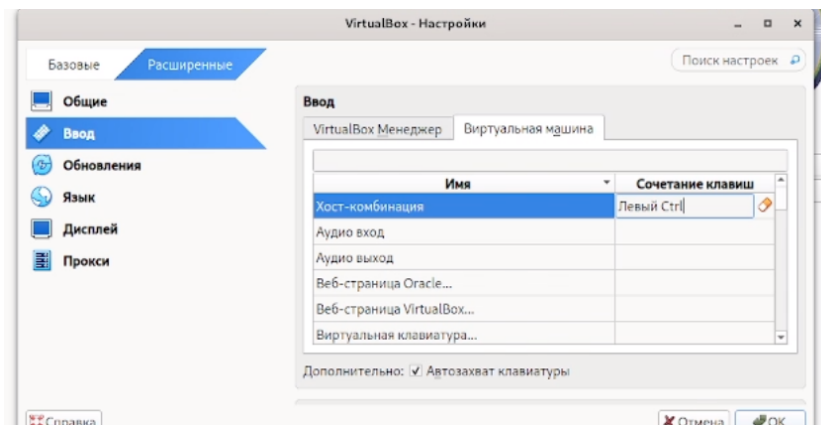 VirtualBox - Настройки
Базовые
Расширенные
Поиск настроек
Общие
Ввод
Обновления
Язык
Дисплей
Прокси
Ввод
VirtualBox Менеджер
Виртуальная машина
Имя
Сочетание клавиш
Хост-комбинация
Левый Ctrl
Аудио вход
Аудио выход
Веб-страница Oracle...
Веб-страница VirtualBox...
Виртуальная клавиатура...
Дополнительно: Автозахват клавиатуры
Справка
Отмена
OK